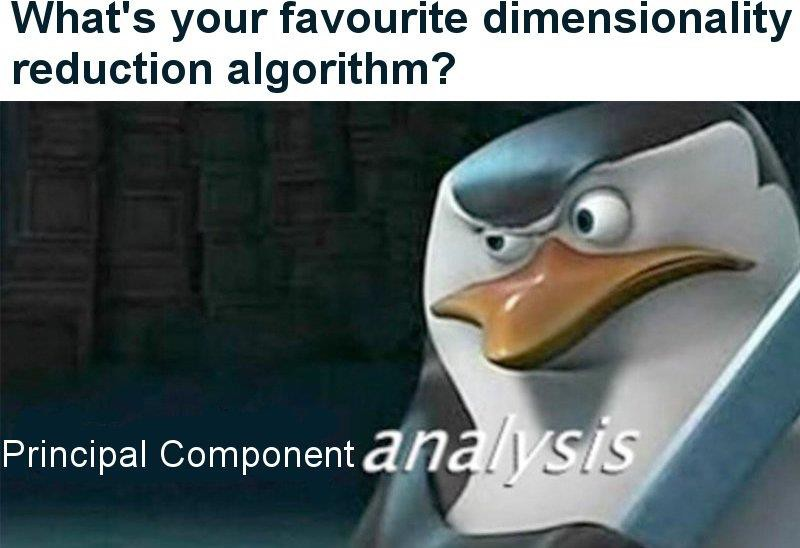 What's your favourite dimensionality
reduction algorithm?
Principal Component analysis